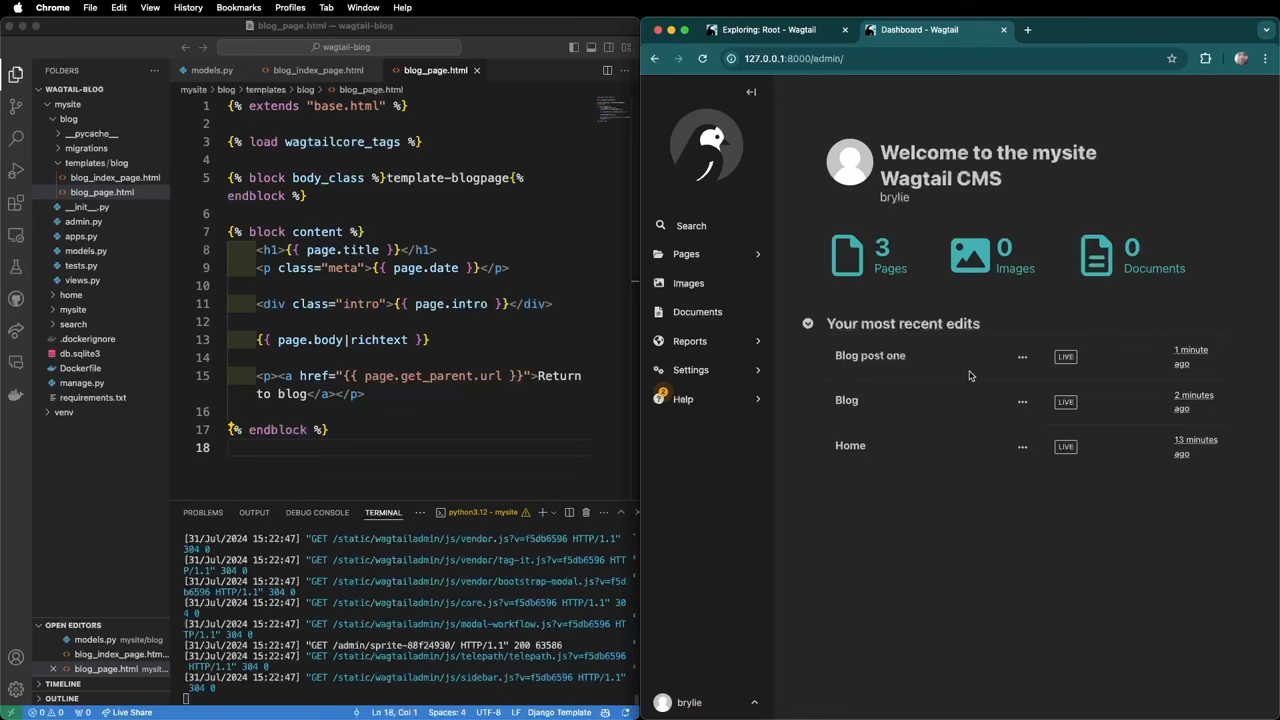 Chrome File Edit View History Bookmarks Profiles Tab Window Help
blog_page.html — wagtail-blog
wagtail-blog
FOLDERS
WAGTAIL-BLOG
mysite
blog
__pycache__
migrations
templates/blog
blog_index_page.html
blog_page.html
__init__.py
admin.py
apps.py
models.py
tests.py
views.py
home
mysite
search
.dockerignore
db.sqlite3
Dockerfile
manage.py
requirements.txt
venv
OPEN EDITORS
models.py mysite/blog
blog_index_page.htm...
blog_page.html mysit...
TIMELINE
OUTLINE
models.py blog_index_page.html blog_page.html
mysite > blog > templates > blog > blog_page.html
1 {% extends "base.html" %}
2
3 {% load wagtailcore_tags %}
4
5 {% block body_class %}template-blogpage{%
endblock %}
6
7 {% block content %}
8 <h1>{{ page.title }}</h1>
9 <p class="meta">{{ page.date }}</p>
10
11 <div class="intro">{{ page.intro }}</div>
12
13 {{ page.body|richtext }}
14
15 <p><a href="{{ page.get_parent.url }}">Return
to blog</a></p>
16
17 {% endblock %}
18
PROBLEMS OUTPUT DEBUG CONSOLE TERMINAL ... python3.12 - mysite
[31/Jul/2024 15:22:47] "GET /static/wagtailadmin/js/vendor.js?v=f5db6596 HTTP/1.1"
304 0
[31/Jul/2024 15:22:47] "GET /static/wagtailadmin/js/vendor/tag-it.js?v=f5db6596 HTT
P/1.1" 304 0
[31/Jul/2024 15:22:47] "GET /static/wagtailadmin/js/vendor/bootstrap-modal.js?v=f5d
b6596 HTTP/1.1" 304 0
[31/Jul/2024 15:22:47] "GET /static/wagtailadmin/js/core.js?v=f5db6596 HTTP/1.1" 30
4 0
[31/Jul/2024 15:22:47] "GET /static/wagtailadmin/js/modal-workflow.js?v=f5db6596 HT
TP/1.1" 304 0
[31/Jul/2024 15:22:47] "GET /admin/sprite-88f24930/ HTTP/1.1" 200 63586
[31/Jul/2024 15:22:47] "GET /static/wagtailadmin/js/telepath/telepath.js?v=f5db6596
HTTP/1.1" 304 0
[31/Jul/2024 15:22:47] "GET /static/wagtailadmin/js/sidebar.js?v=f5db6596 HTTP/1.1"
304 0
0 0 0 Live Share Ln 18, Col 1 Spaces: 4 UTF-8 LF Django Template
Exploring: Root - Wagtail
Dashboard - Wagtail
127.0.0.1:8000/admin/
Search
Pages
Images
Documents
Reports
Settings
2
Help
brylie
Welcome to the mysite
Wagtail CMS
brylie
3 Pages
0 Images
0 Documents
Your most recent edits
Blog post one ... LIVE 1 minute
ago
Blog ... LIVE 2 minutes
ago
Home ... LIVE 13 minutes
ago